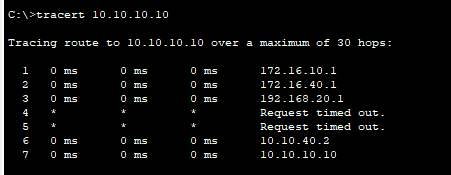 C:\>tracert 10.10.10.10
Tracing route to 10.10.10.10 over a maximum of 30 hops:
1 0 ms 0 ms 0 ms 172.16.10.1
2 0 ms 0 ms 0 ms 172.16.40.1
3 0 ms 0 ms 0 ms 192.168.20.1
4 * * * Request timed out.
5 * * * Request timed out.
6 0 ms 0 ms 0 ms 10.10.40.2
7 0 ms 0 ms 0 ms 10.10.10.10